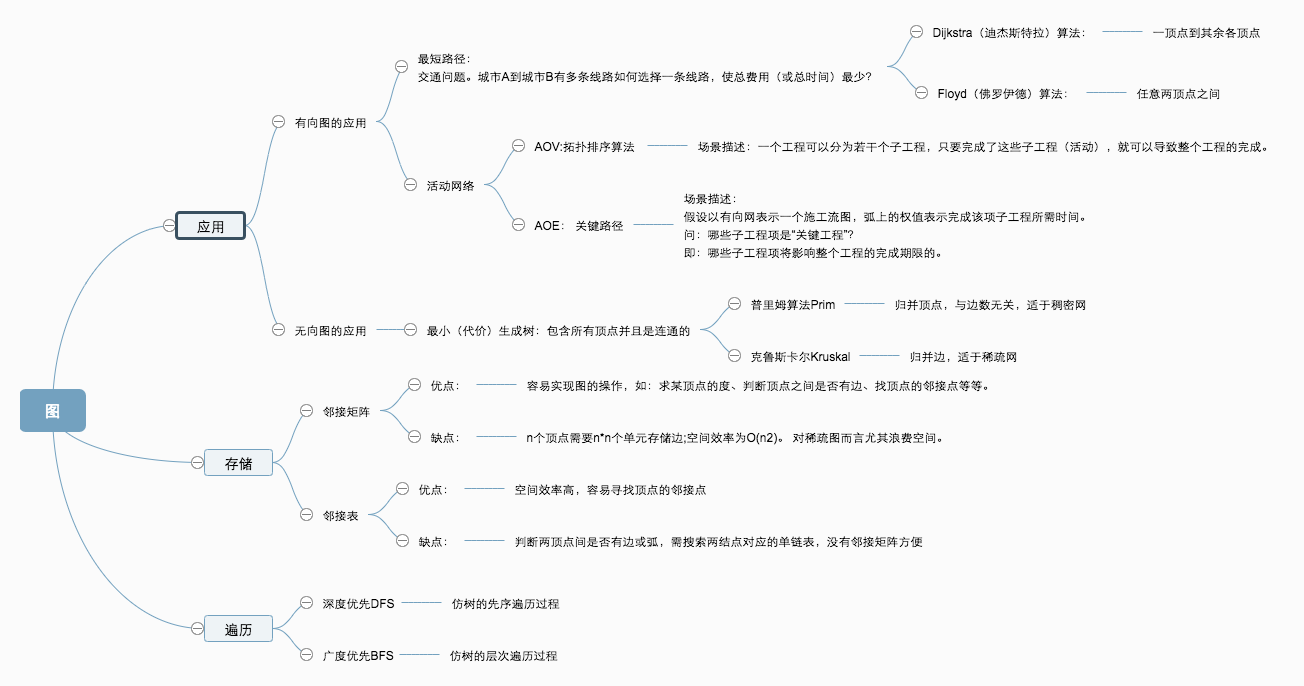 图
应用
有向图的应用
最短路径：
交通问题。城市A到城市B有多条线路如何选择一条线路，使总费用（或总时间）最少？
Dijkstra（迪杰斯特拉）算法：
一顶点到其余各顶点
Floyd（佛罗伊德）算法：
任意两顶点之间
活动网络
AOV:拓扑排序算法
场景描述：一个工程可以分为若干个子工程，只要完成了这些子工程（活动），就可以导致整个工程的完成。
AOE： 关键路径
场景描述：
假设以有向网表示一个施工流图，弧上的权值表示完成该项子工程所需时间。
问：哪些子工程项是“关键工程”?
即：哪些子工程项将影响整个工程的完成期限的。
无向图的应用
最小（代价）生成树：包含所有顶点并且是连通的
普里姆算法Prim
归并顶点，与边数无关，适于稠密网
克鲁斯卡尔Kruskal
归并边，适于稀疏网
存储
邻接矩阵
优点：
容易实现图的操作，如：求某顶点的度、判断顶点之间是否有边、找顶点的邻接点等等。
缺点：
n个顶点需要n*n个单元存储边;空间效率为O(n2)。 对稀疏图而言尤其浪费空间。
邻接表
优点：
空间效率高，容易寻找顶点的邻接点
缺点：
判断两顶点间是否有边或弧，需搜索两结点对应的单链表，没有邻接矩阵方便
遍历
深度优先DFS
仿树的先序遍历过程
广度优先BFS
仿树的层次遍历过程